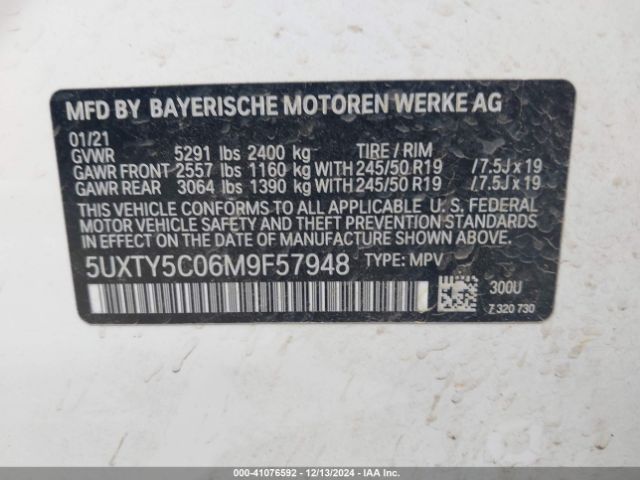 MFD BY BAYERISCHE MOTOREN WERKE AG
01/21
GVWR 5291 lbs 2400 kg TIRE / RIM
GAWR FRONT 2557 lbs 1160 kg WITH 245/50 R19 / 7.5J x 19
GAWR REAR 3064 lbs 1390 kg WITH 245/50 R19 / 7.5J x 19
THIS VEHICLE CONFORMS TO ALL APPLICABLE U. S. FEDERAL
MOTOR VEHICLE SAFETY AND THEFT PREVENTION STANDARDS
IN EFFECT ON THE DATE OF MANUFACTURE SHOWN ABOVE.
5UXTY5C06M9F57948 TYPE: MPV
300U
7 320 730
000-41076592 - 12/13/2024 - IAA Inc.